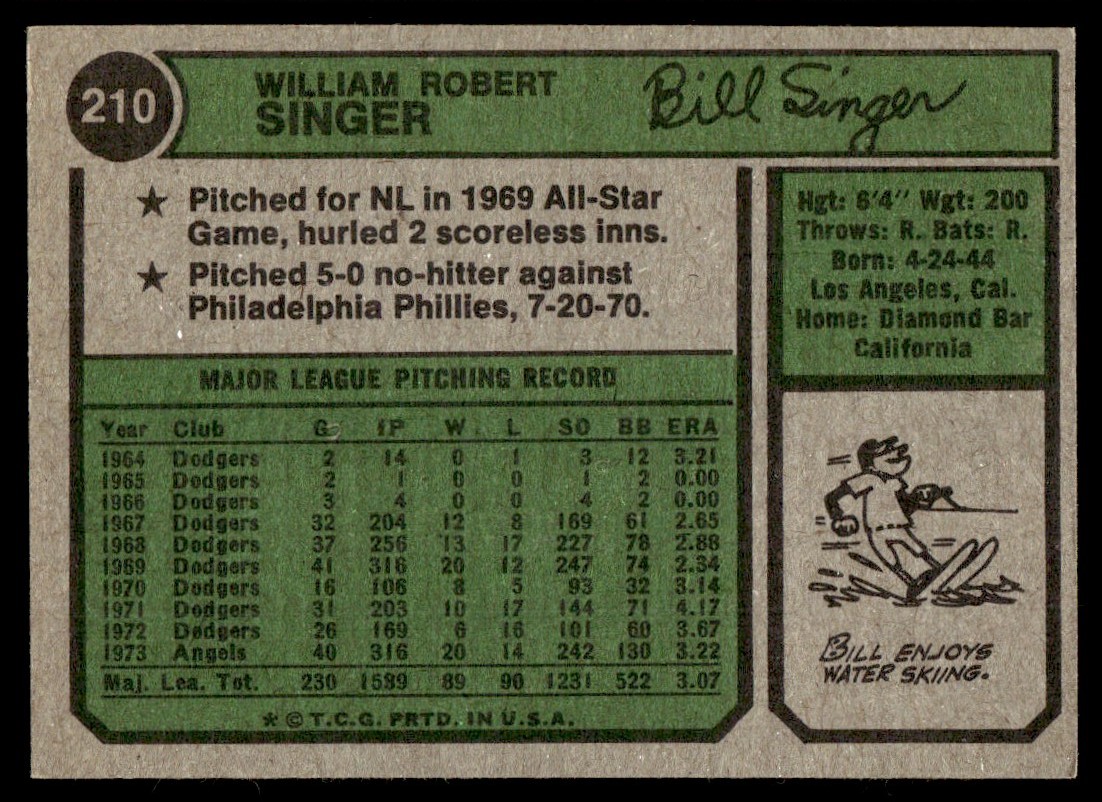 210
WILLIAM ROBERT
SINGER
Bill Singer
★ Pitched for NL in 1969 All-Star
Game, hurled 2 scoreless inns.
★ Pitched 5-0 no-hitter against
Philadelphia Phillies, 7-20-70.
Hgt: 6'4" Wgt: 200
Throws: R. Bats: R.
Born: 4-24-44
Los Angeles, Cal.
Home: Diamond Bar
California
MAJOR LEAGUE PITCHING RECORD
Year Club G IP W L SO BB ERA
1964 Dodgers 2 14 0 1 3 12 3.21
1965 Dodgers 2 1 0 0 1 2 0.00
1966 Dodgers 3 4 0 0 4 2 0.00
1967 Dodgers 32 204 12 8 169 61 2.65
1968 Dodgers 37 256 13 17 227 78 2.88
1969 Dodgers 41 316 20 12 247 74 2.34
1970 Dodgers 16 106 8 5 93 32 3.14
1971 Dodgers 31 203 10 17 144 71 4.17
1972 Dodgers 26 169 6 16 101 60 3.67
1973 Angels 40 316 20 14 242 130 3.22
Maj. Lea. Tot. 230 1589 89 90 1231 522 3.07
* © T.C.G. PRTD. IN U.S.A.
BILL ENJOYS
WATER SKIING.